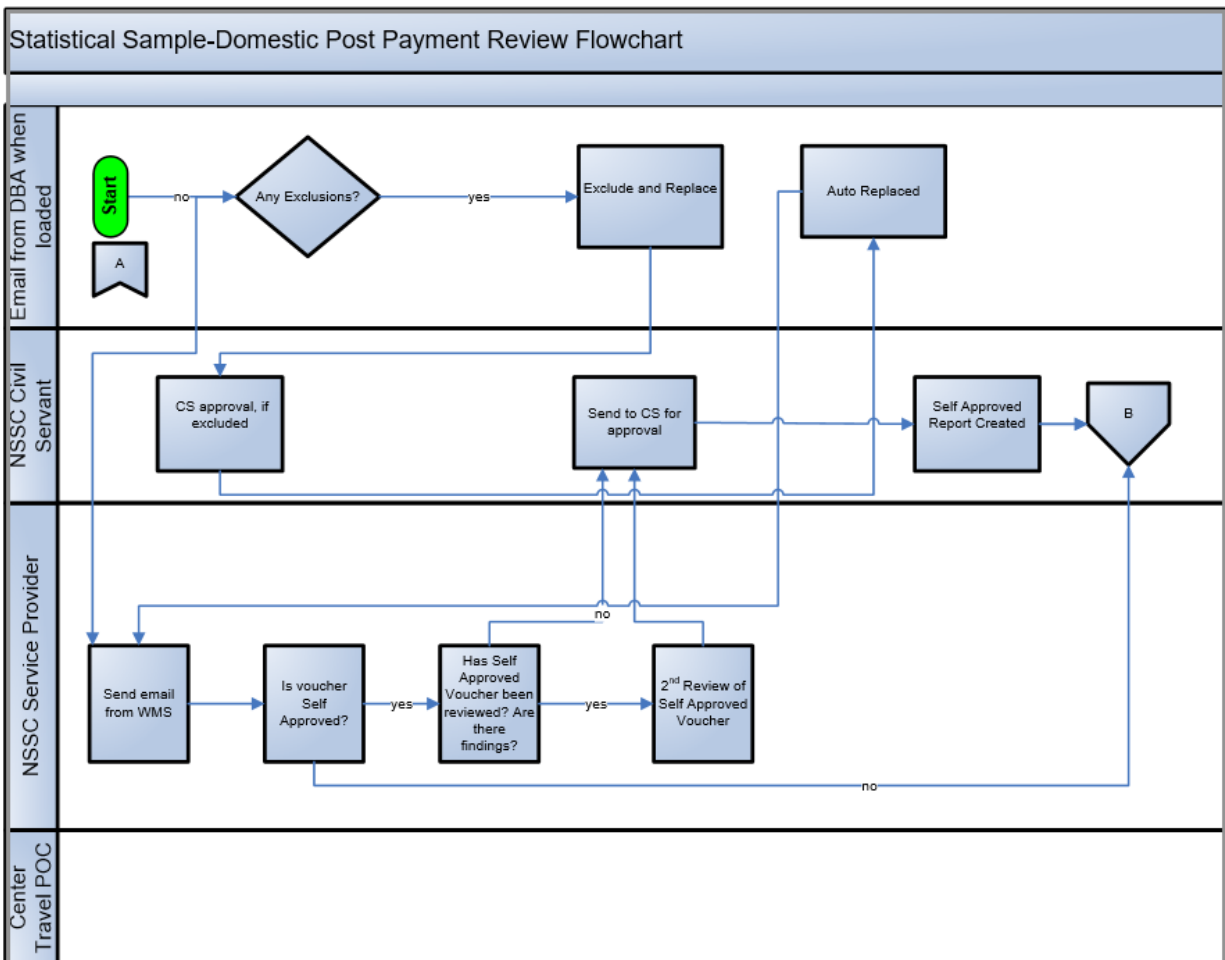 Statistical Sample-Domestic Post Payment Review Flowchart
Email from DBA when
loaded
Start
A
no
Any Exclusions?
yes
Exclude and Replace
Auto Replaced
NSSC Civil
Servant
CS approval, if
excluded
Send to CS for
approval
Self Approved
Report Created
B
NSSC Service Provider
Send email
from WMS
Is voucher
Self
Approved?
yes
Has Self
Approved
Voucher been
reviewed? Are
there
findings?
no
yes
2nd Review of
Self Approved
Voucher
no
Center
Travel POC